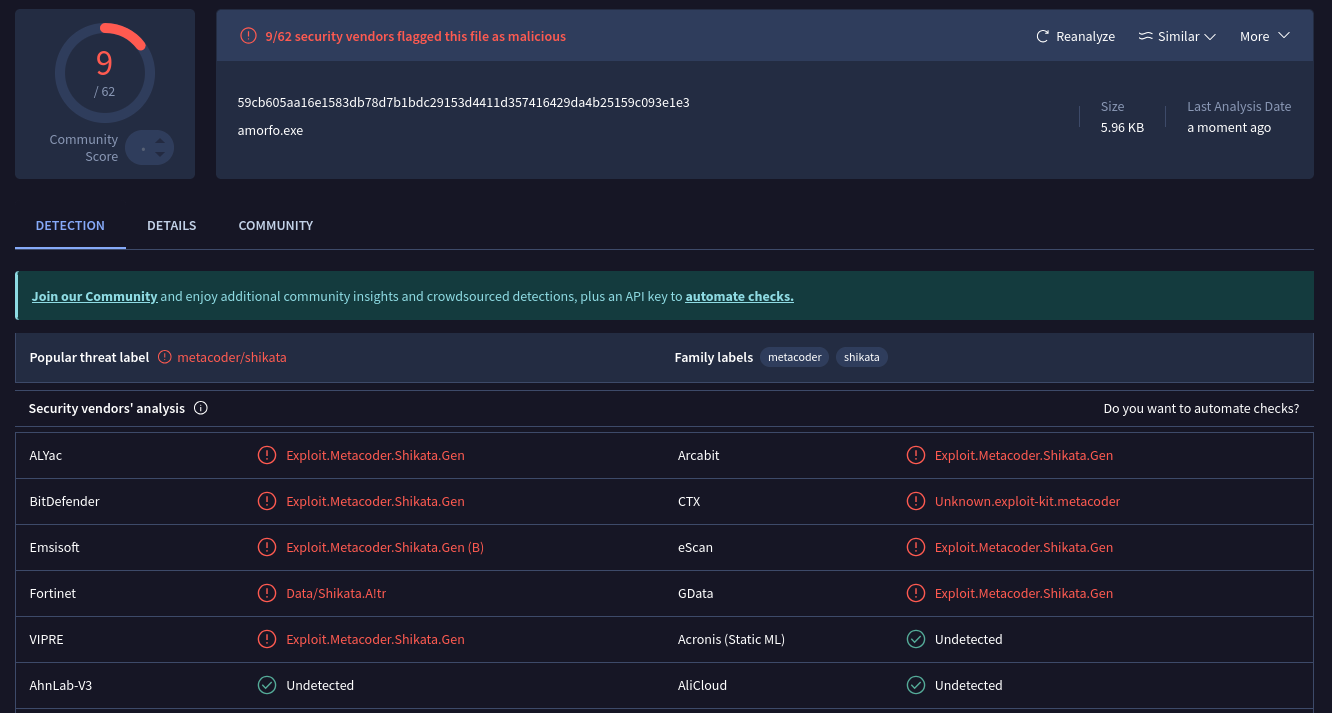 9
/ 62
Community
Score
9/62 security vendors flagged this file as malicious
Reanalyze
Similar
More
59cb605aa16e1583db78d7b1bdc29153d4411d357416429da4b25159c093e1e3
amorfo.exe
Size
5.96 KB
Last Analysis Date
a moment ago
DETECTION
DETAILS
COMMUNITY
Join our Community and enjoy additional community insights and crowdsourced detections, plus an API key to automate checks.
Popular threat label metacoder/shikata
Family labels metacoder shikata
Security vendors' analysis
Do you want to automate checks?
ALYac Exploit.Metacoder.Shikata.Gen
Arcabit Exploit.Metacoder.Shikata.Gen
BitDefender Exploit.Metacoder.Shikata.Gen
CTX Unknown.exploit-kit.metacoder
Emsisoft Exploit.Metacoder.Shikata.Gen (B)
eScan Exploit.Metacoder.Shikata.Gen
Fortinet Data/Shikata.A!tr
GData Exploit.Metacoder.Shikata.Gen
VIPRE Exploit.Metacoder.Shikata.Gen
Acronis (Static ML) Undetected
AhnLab-V3 Undetected
AliCloud Undetected